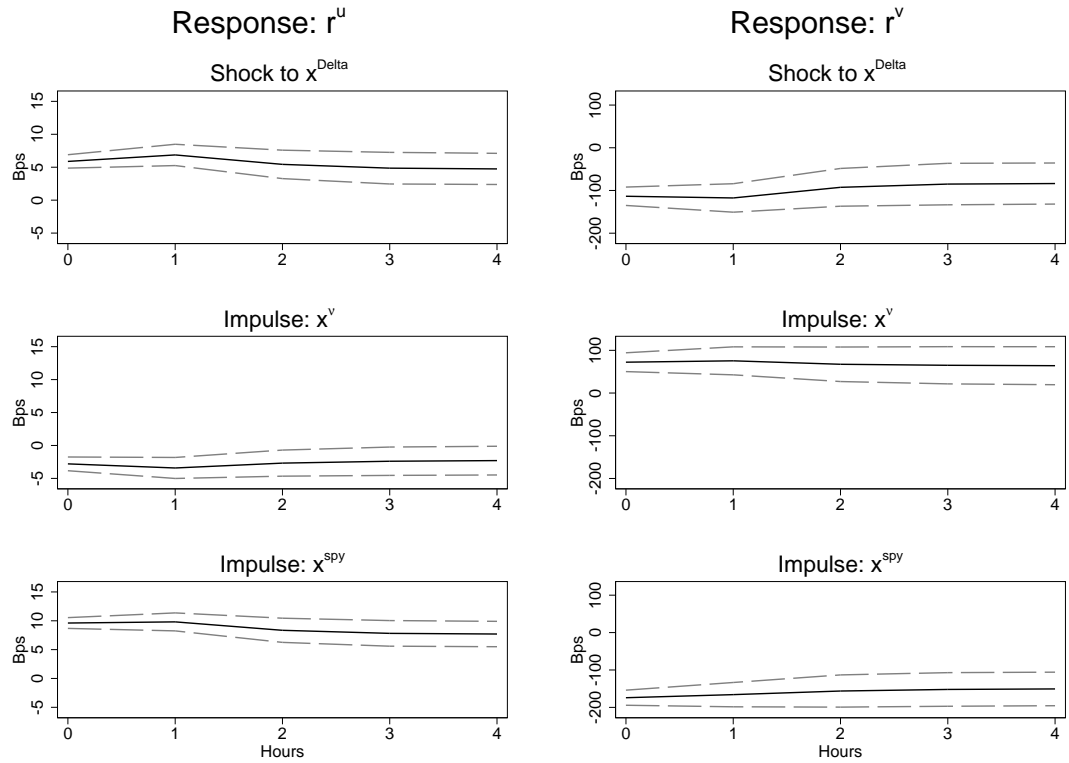 Response: r^u
Response: r^v
Shock to x^Delta
Bps
15
10
5
0
-5
0 1 2 3 4
Shock to x^Delta
Bps
100
0
-100
-200
0 1 2 3 4
Impulse: x^ν
Bps
15
10
5
0
-5
0 1 2 3 4
Impulse: x^ν
Bps
100
0
-100
-200
0 1 2 3 4
Impulse: x^spy
Bps
15
10
5
0
-5
0 1 2 3 4
Hours
Impulse: x^spy
Bps
100
0
-100
-200
0 1 2 3 4
Hours